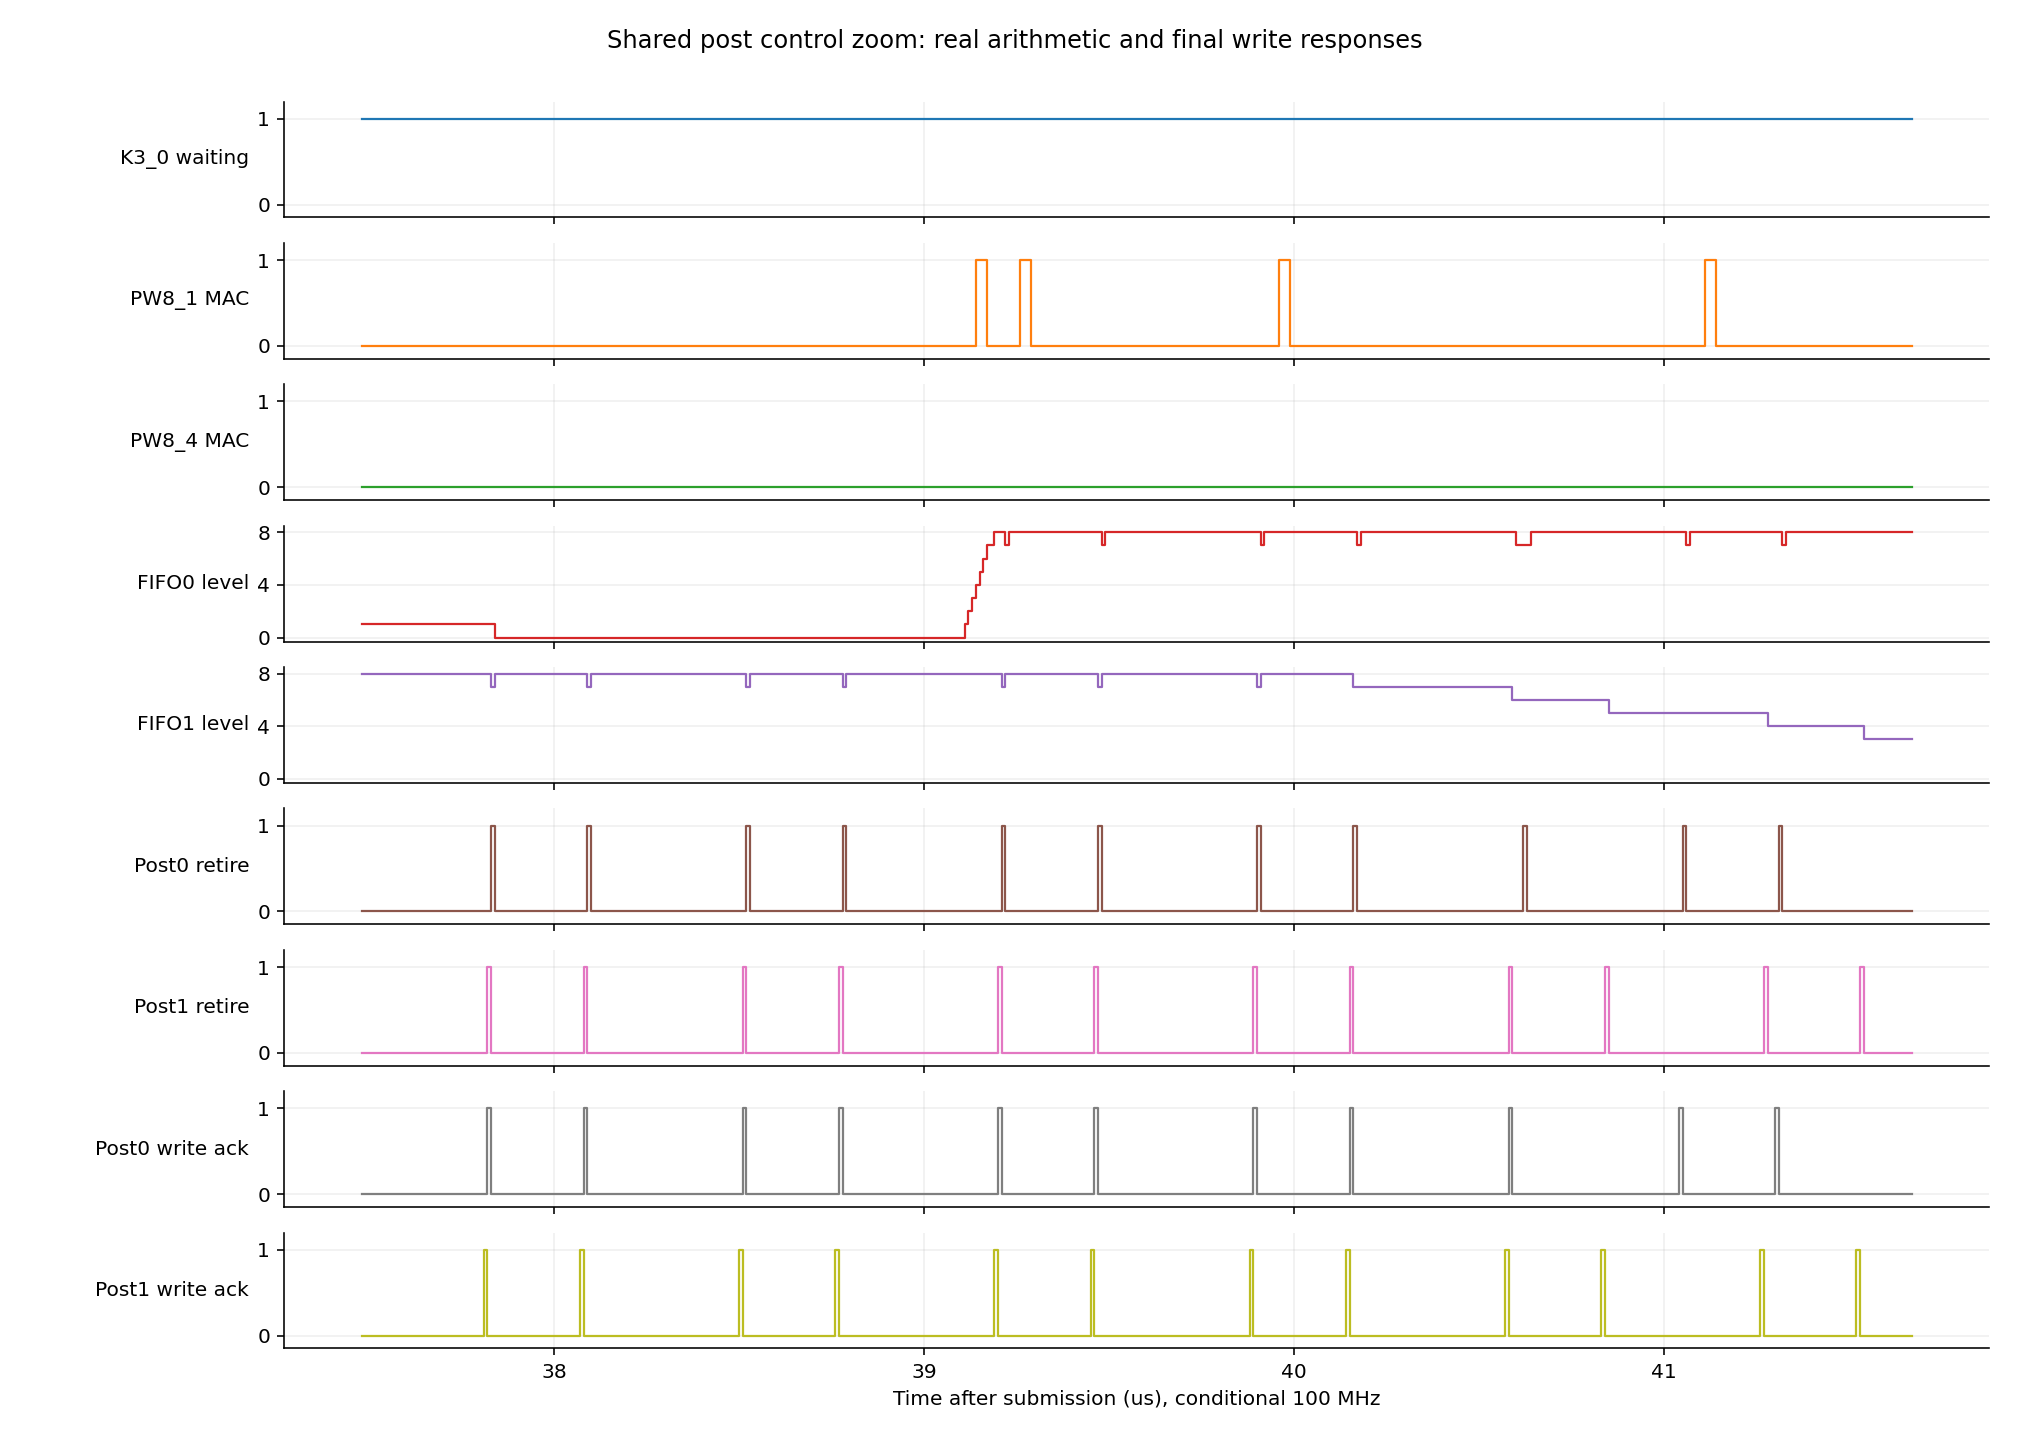 Shared post control zoom: real arithmetic and final write responses
1
K3_0 waiting
0
1
PW8_1 MAC
0
1
PW8_4 MAC
0
8
FIFO0 level 4
0
8
FIFO1 level 4
0
1
Post0 retire
0
1
Post1 retire
0
1
Post0 write ack
0
1
Post1 write ack
0
38 39 40 41
Time after submission (us), conditional 100 MHz